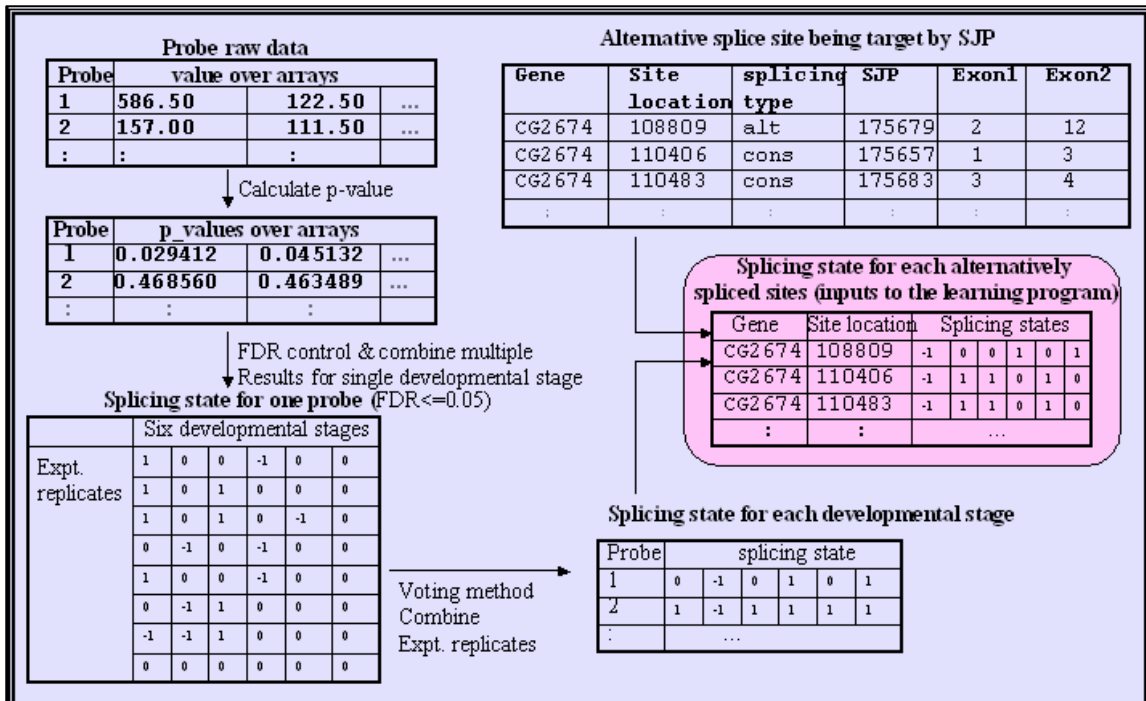 Probe raw data
Probe value over arrays
1 586.50 122.50 ...
2 157.00 111.50 ...
: : :
Calculate p-value
Probe p_values over arrays
1 0.029412 0.045132 ...
2 0.468560 0.463489 ...
: : :
FDR control & combine multiple
Results for single developmental stage
Splicing state for one probe (FDR<=0.05)
Six developmental stages
Expt.
replicates
1 0 0 -1 0 0
1 0 1 0 0 0
1 0 1 0 -1 0
0 -1 0 -1 0 0
1 0 0 -1 0 0
0 -1 1 0 0 0
-1 -1 1 0 0 0
0 0 0 0 0 0
Voting method
Combine
Expt. replicates
Alternative splice site being target by SJP
Gene Site splicing SJP Exon1 Exon2
location type
CG2674 108809 alt 175679 2 12
CG2674 110406 cons 175657 1 3
CG2674 110483 cons 175683 3 4
: : : : : :
Splicing state for each alternatively
spliced sites (inputs to the learning program)
Gene Site location Splicing states
CG2674 108809 -1 0 0 1 0 1
CG2674 110406 -1 1 1 0 1 0
CG2674 110483 -1 1 1 0 1 0
: : ...
Splicing state for each developmental stage
Probe splicing state
1 0 -1 0 1 0 1
2 1 -1 1 1 1 1
: ...